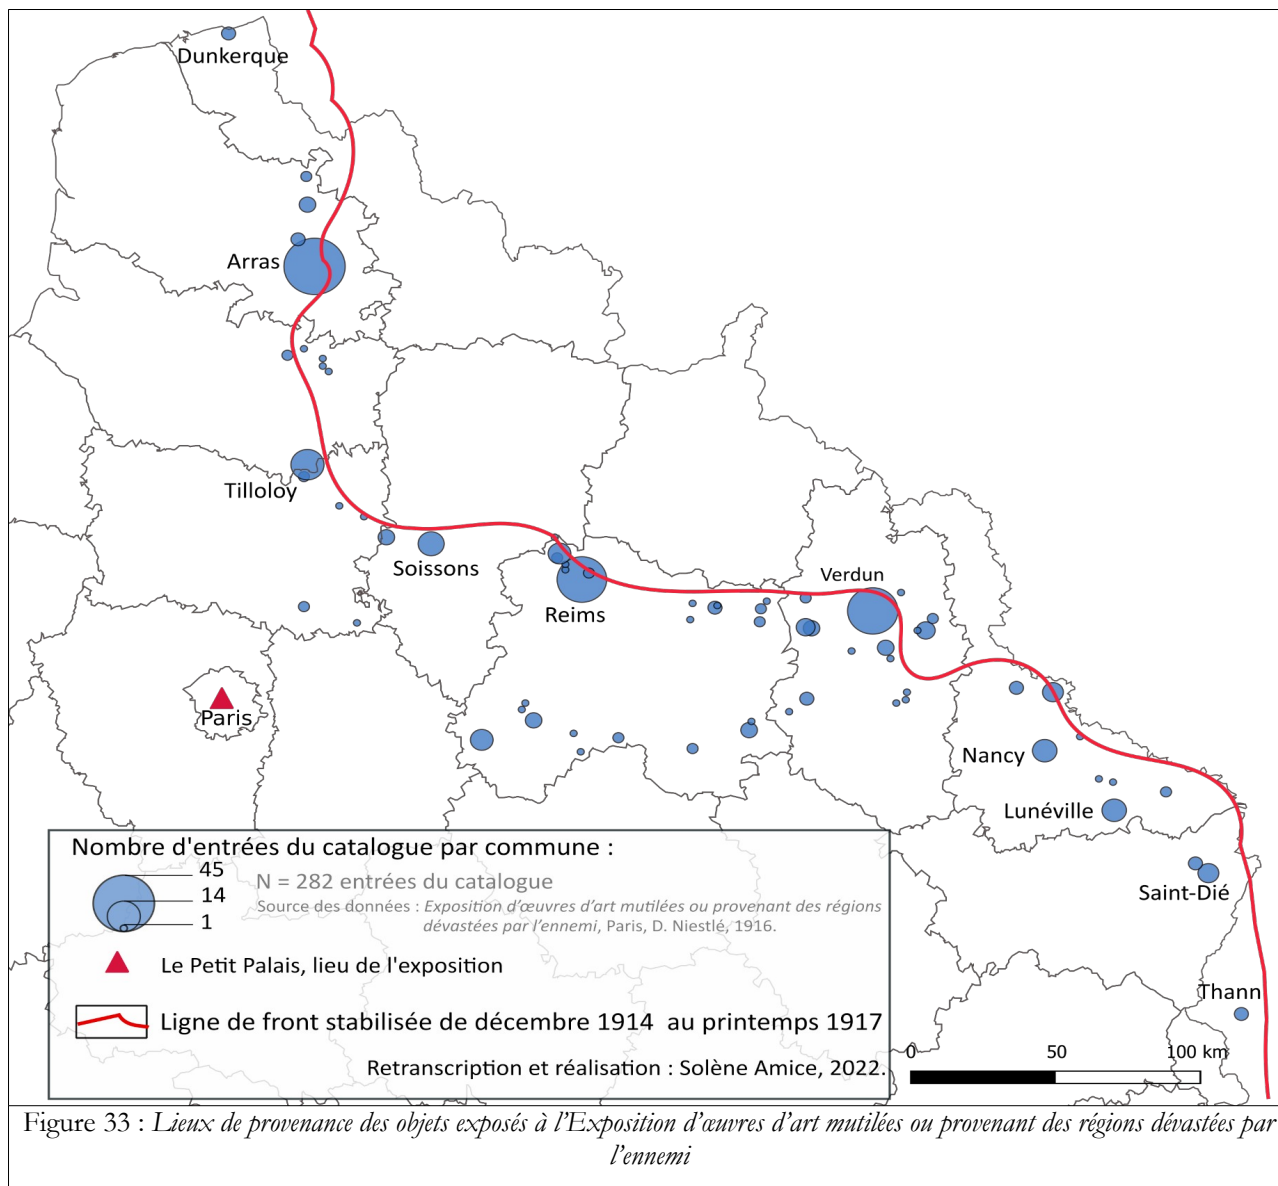 Dunkerque
Arras
Tilloloy
Soissons
Reims
Verdun
Paris
Nancy
Lunéville
Saint-Dié
Thann
Nombre d'entrées du catalogue par commune :
45
14
1
N = 282 entrées du catalogue
Source des données : Exposition d'œuvres d'art mutilées ou provenant des régions
dévastées par l'ennemi, Paris, D. Niestlé, 1916.
Le Petit Palais, lieu de l'exposition
Ligne de front stabilisée de décembre 1914 au printemps 1917
Retranscription et réalisation : Solène Amice, 2022.
0 50 100 km
Figure 33 : Lieux de provenance des objets exposés à l'Exposition d'œuvres d'art mutilées ou provenant des régions dévastées par
l'ennemi